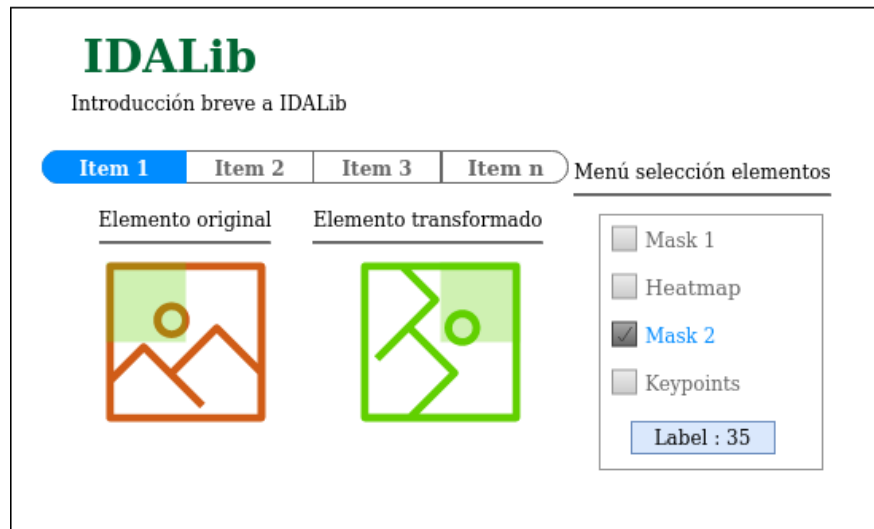 IDALib
Introducción breve a IDALib
Item 1
Item 2
Item 3
Item n
Menú selección elementos
Elemento original
Elemento transformado
Mask 1
Heatmap
Mask 2
Keypoints
Label : 35